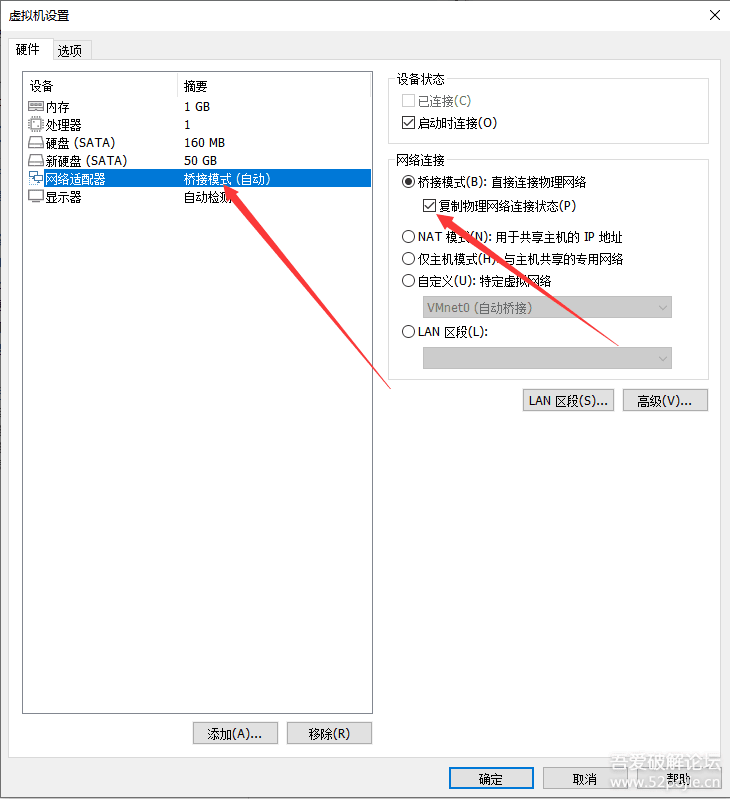 虚拟机设置
硬件 选项
设备 摘要
内存 1 GB
处理器 1
硬盘 (SATA) 160 MB
新硬盘 (SATA) 50 GB
网络适配器 桥接模式 (自动)
显示器 自动检测
添加(A)... 移除(R)
设备状态
已连接(C)
启动时连接(O)
网络连接
桥接模式(B): 直接连接物理网络
复制物理网络连接状态(P)
NAT 模式(N): 用于共享主机的 IP 地址
仅主机模式(H): 与主机共享的专用网络
自定义(U): 特定虚拟网络
VMnet0 (自动桥接)
LAN 区段(L):
LAN 区段(S)... 高级(V)...
确定 取消 帮助
吾爱破解论坛
www.52pojie.cn